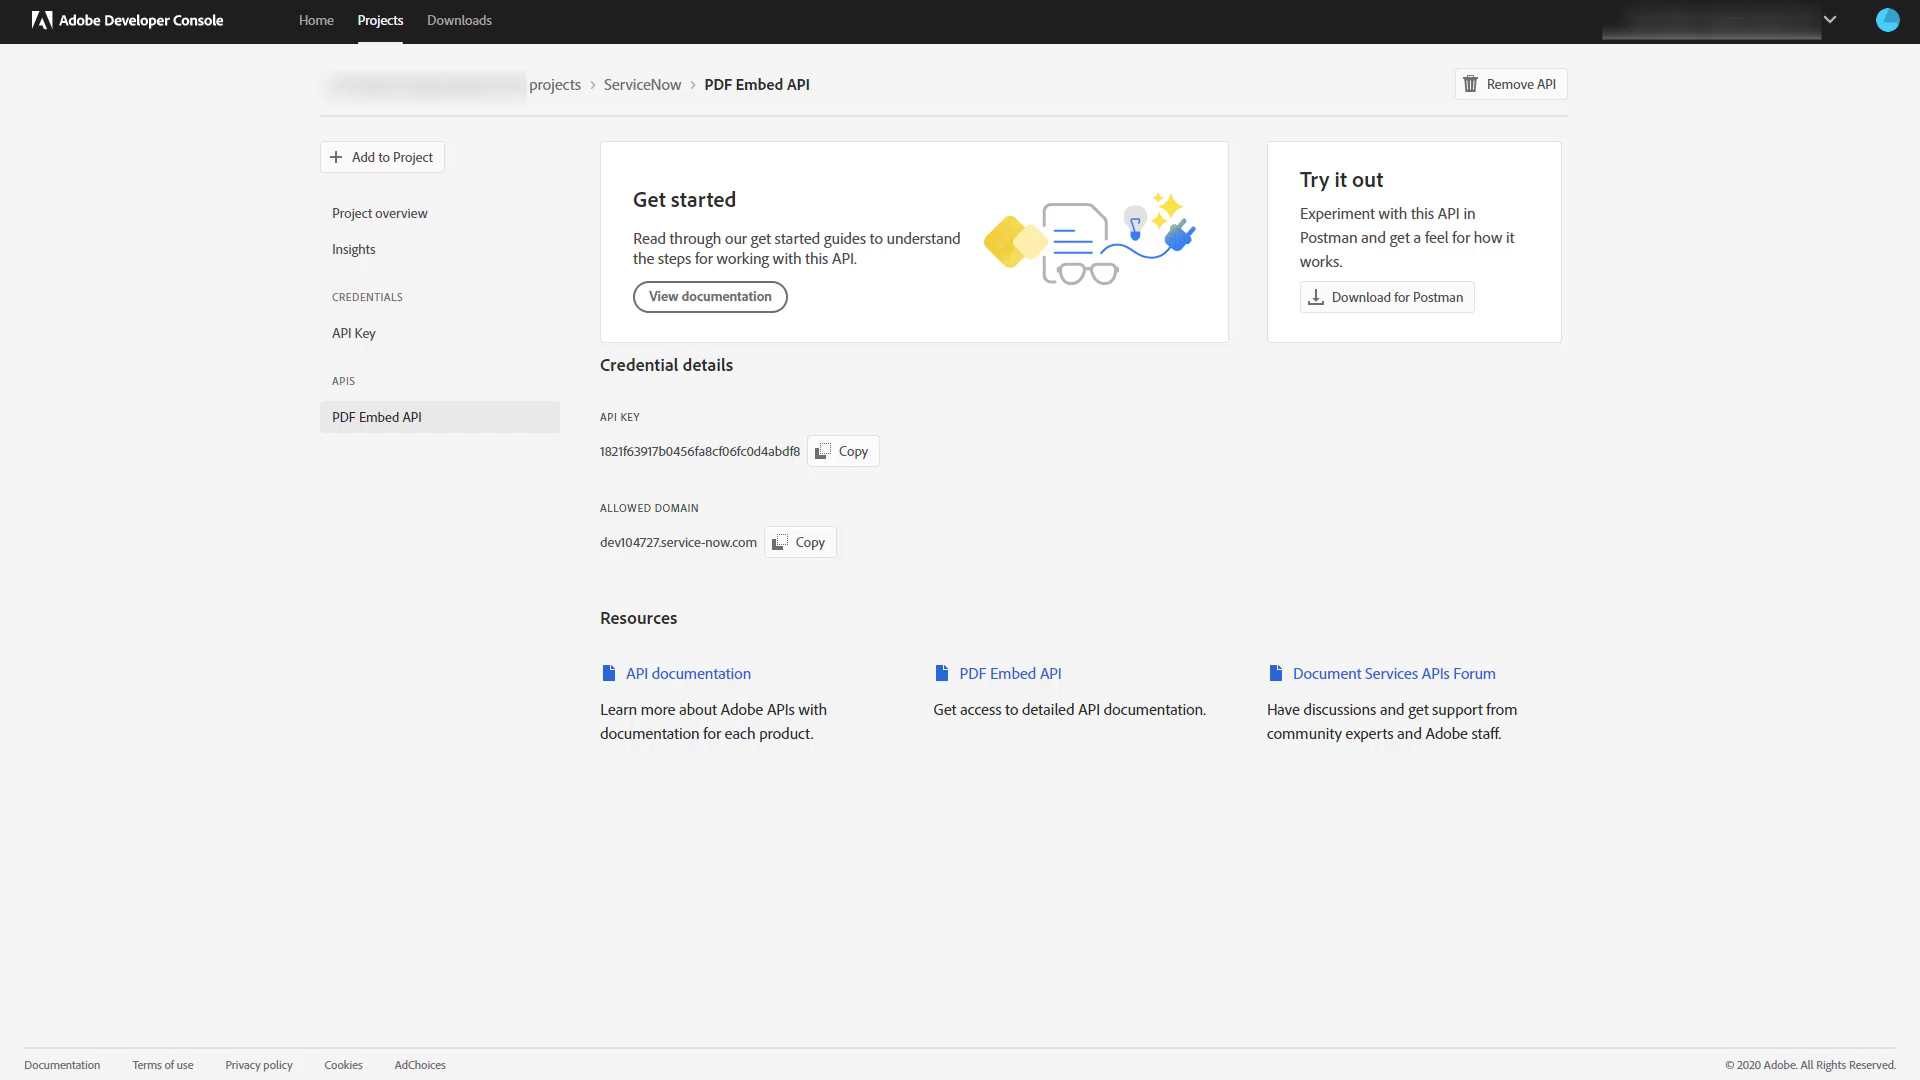 Adobe Developer Console
Home
Projects
Downloads
projects › ServiceNow › PDF Embed API
Remove API
Add to Project
Project overview
Insights
CREDENTIALS
API Key
APIS
PDF Embed API
Get started
Read through our get started guides to understand
the steps for working with this API.
View documentation
Try it out
Experiment with this API in
Postman and get a feel for how it
works.
Download for Postman
Credential details
API KEY
1821f63917b0456fa8cf06fc0d4abdf8
Copy
ALLOWED DOMAIN
dev104727.service-now.com
Copy
Resources
API documentation
Learn more about Adobe APIs with
documentation for each product.
PDF Embed API
Get access to detailed API documentation.
Document Services APIs Forum
Have discussions and get support from
community experts and Adobe staff.
Documentation
Terms of use
Privacy policy
Cookies
AdChoices
© 2020 Adobe. All Rights Reserved.